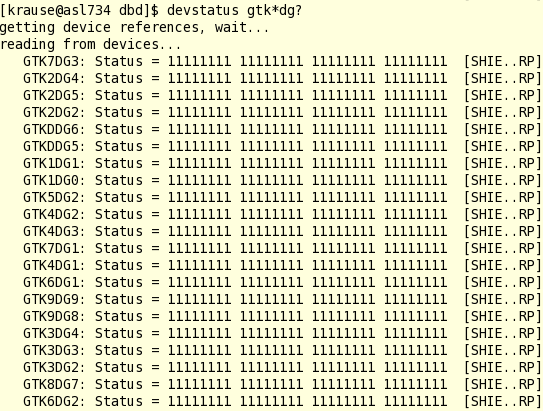 [krause@asl734 dbd]$ devstatus gtk*dg?
getting device references, wait...
reading from devices...
   GTK7DG3: Status = 11111111 11111111 11111111 11111111  [SHIE..RP]
   GTK2DG4: Status = 11111111 11111111 11111111 11111111  [SHIE..RP]
   GTK2DG5: Status = 11111111 11111111 11111111 11111111  [SHIE..RP]
   GTK2DG2: Status = 11111111 11111111 11111111 11111111  [SHIE..RP]
   GTKDDG6: Status = 11111111 11111111 11111111 11111111  [SHIE..RP]
   GTKDDG5: Status = 11111111 11111111 11111111 11111111  [SHIE..RP]
   GTK1DG1: Status = 11111111 11111111 11111111 11111111  [SHIE..RP]
   GTK1DG0: Status = 11111111 11111111 11111111 11111111  [SHIE..RP]
   GTK5DG2: Status = 11111111 11111111 11111111 11111111  [SHIE..RP]
   GTK4DG2: Status = 11111111 11111111 11111111 11111111  [SHIE..RP]
   GTK4DG3: Status = 11111111 11111111 11111111 11111111  [SHIE..RP]
   GTK7DG1: Status = 11111111 11111111 11111111 11111111  [SHIE..RP]
   GTK4DG1: Status = 11111111 11111111 11111111 11111111  [SHIE..RP]
   GTK6DG1: Status = 11111111 11111111 11111111 11111111  [SHIE..RP]
   GTK9DG9: Status = 11111111 11111111 11111111 11111111  [SHIE..RP]
   GTK9DG8: Status = 11111111 11111111 11111111 11111111  [SHIE..RP]
   GTK3DG4: Status = 11111111 11111111 11111111 11111111  [SHIE..RP]
   GTK3DG3: Status = 11111111 11111111 11111111 11111111  [SHIE..RP]
   GTK3DG2: Status = 11111111 11111111 11111111 11111111  [SHIE..RP]
   GTK8DG7: Status = 11111111 11111111 11111111 11111111  [SHIE..RP]
   GTK6DG2: Status = 11111111 11111111 11111111 11111111  [SHIE..RP]